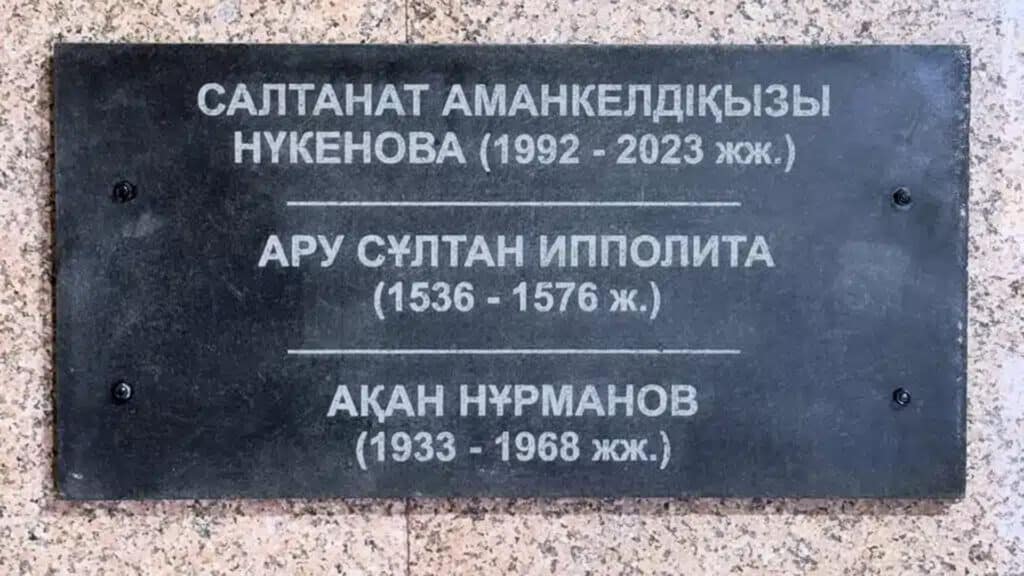 САЛТАНАТ АМАНКЕЛДІҚЫЗЫ
НҮКЕНОВА (1992 - 2023 жж.)
АРУ СҰЛТАН ИППОЛИТА
(1536 - 1576 ж.)
АҚАН НҰРМАНОВ
(1933 - 1968 жж.)